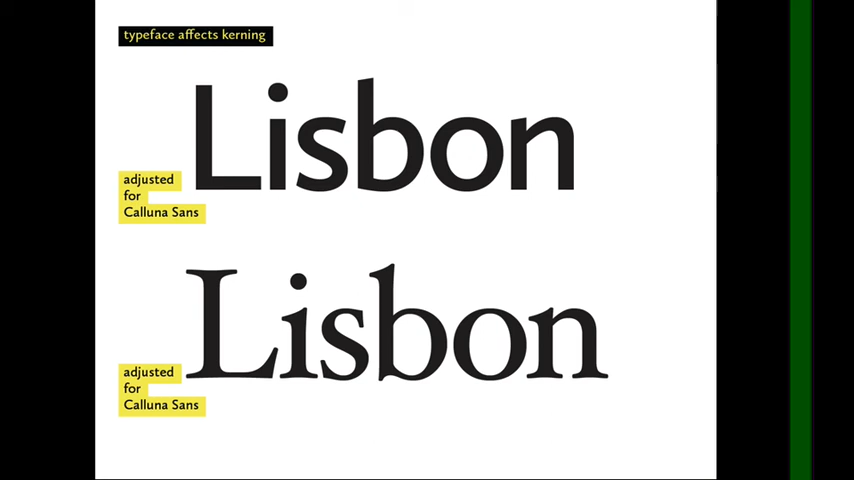 typeface affects kerning
Lisbon
adjusted
for
Calluna Sans
Lisbon
adjusted
for
Calluna Sans